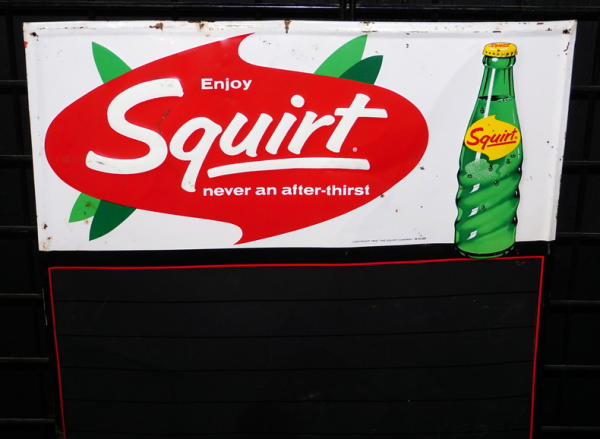 Enjoy
Squirt
never an after-thirst
Squirt